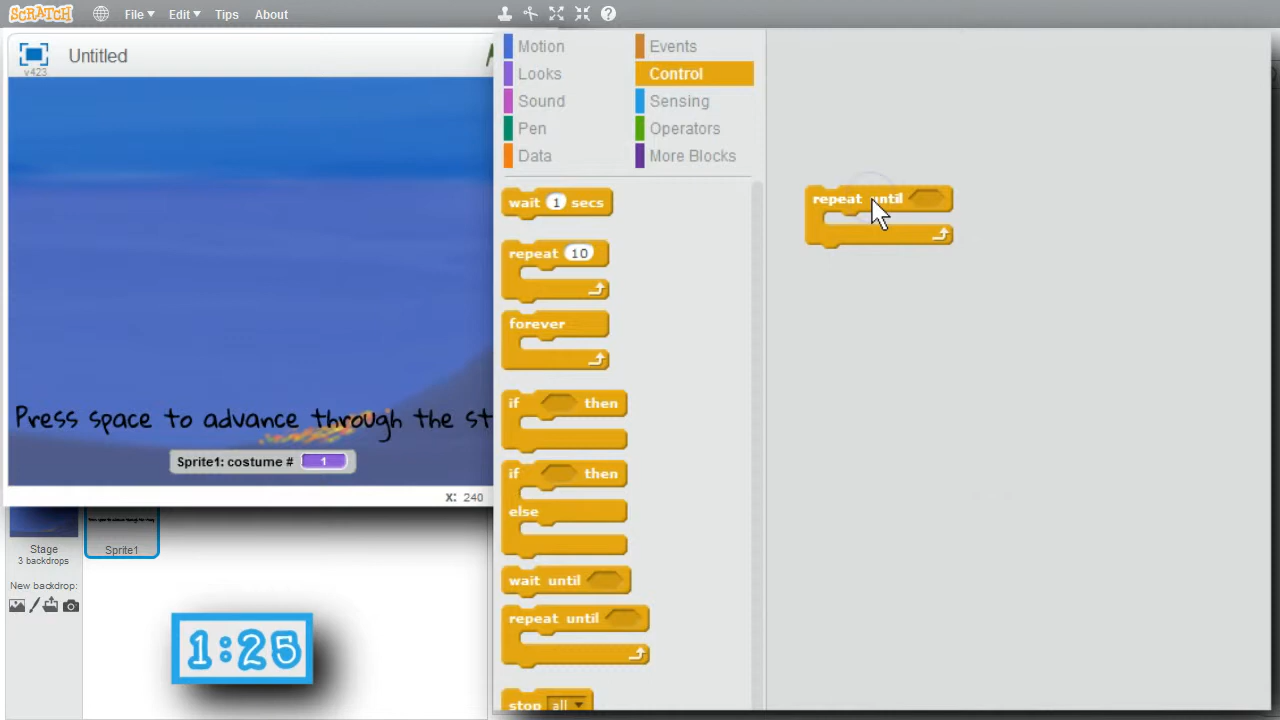 SCRATCH
File
Edit
Tips
About
v423
Untitled
Press space to advance through the st
Sprite1: costume # 1
X: 240
Stage
3 backdrops
New backdrop:
Sprite1
1:25
Motion
Looks
Sound
Pen
Data
Events
Control
Sensing
Operators
More Blocks
wait 1 secs
repeat 10
forever
if then
if then
else
wait until
repeat until
stop all
repeat until